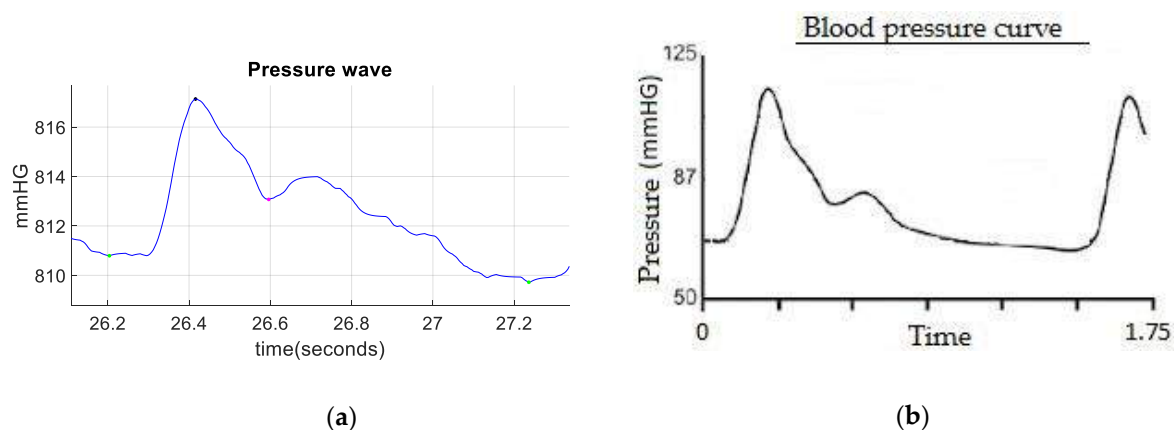 Pressure wave
mmHG
816
814
812
810
26.2 26.4 26.6 26.8 27 27.2
time(seconds)
(a)
Blood pressure curve
Pressure (mmHG)
125
87
50
0 Time 1.75
(b)